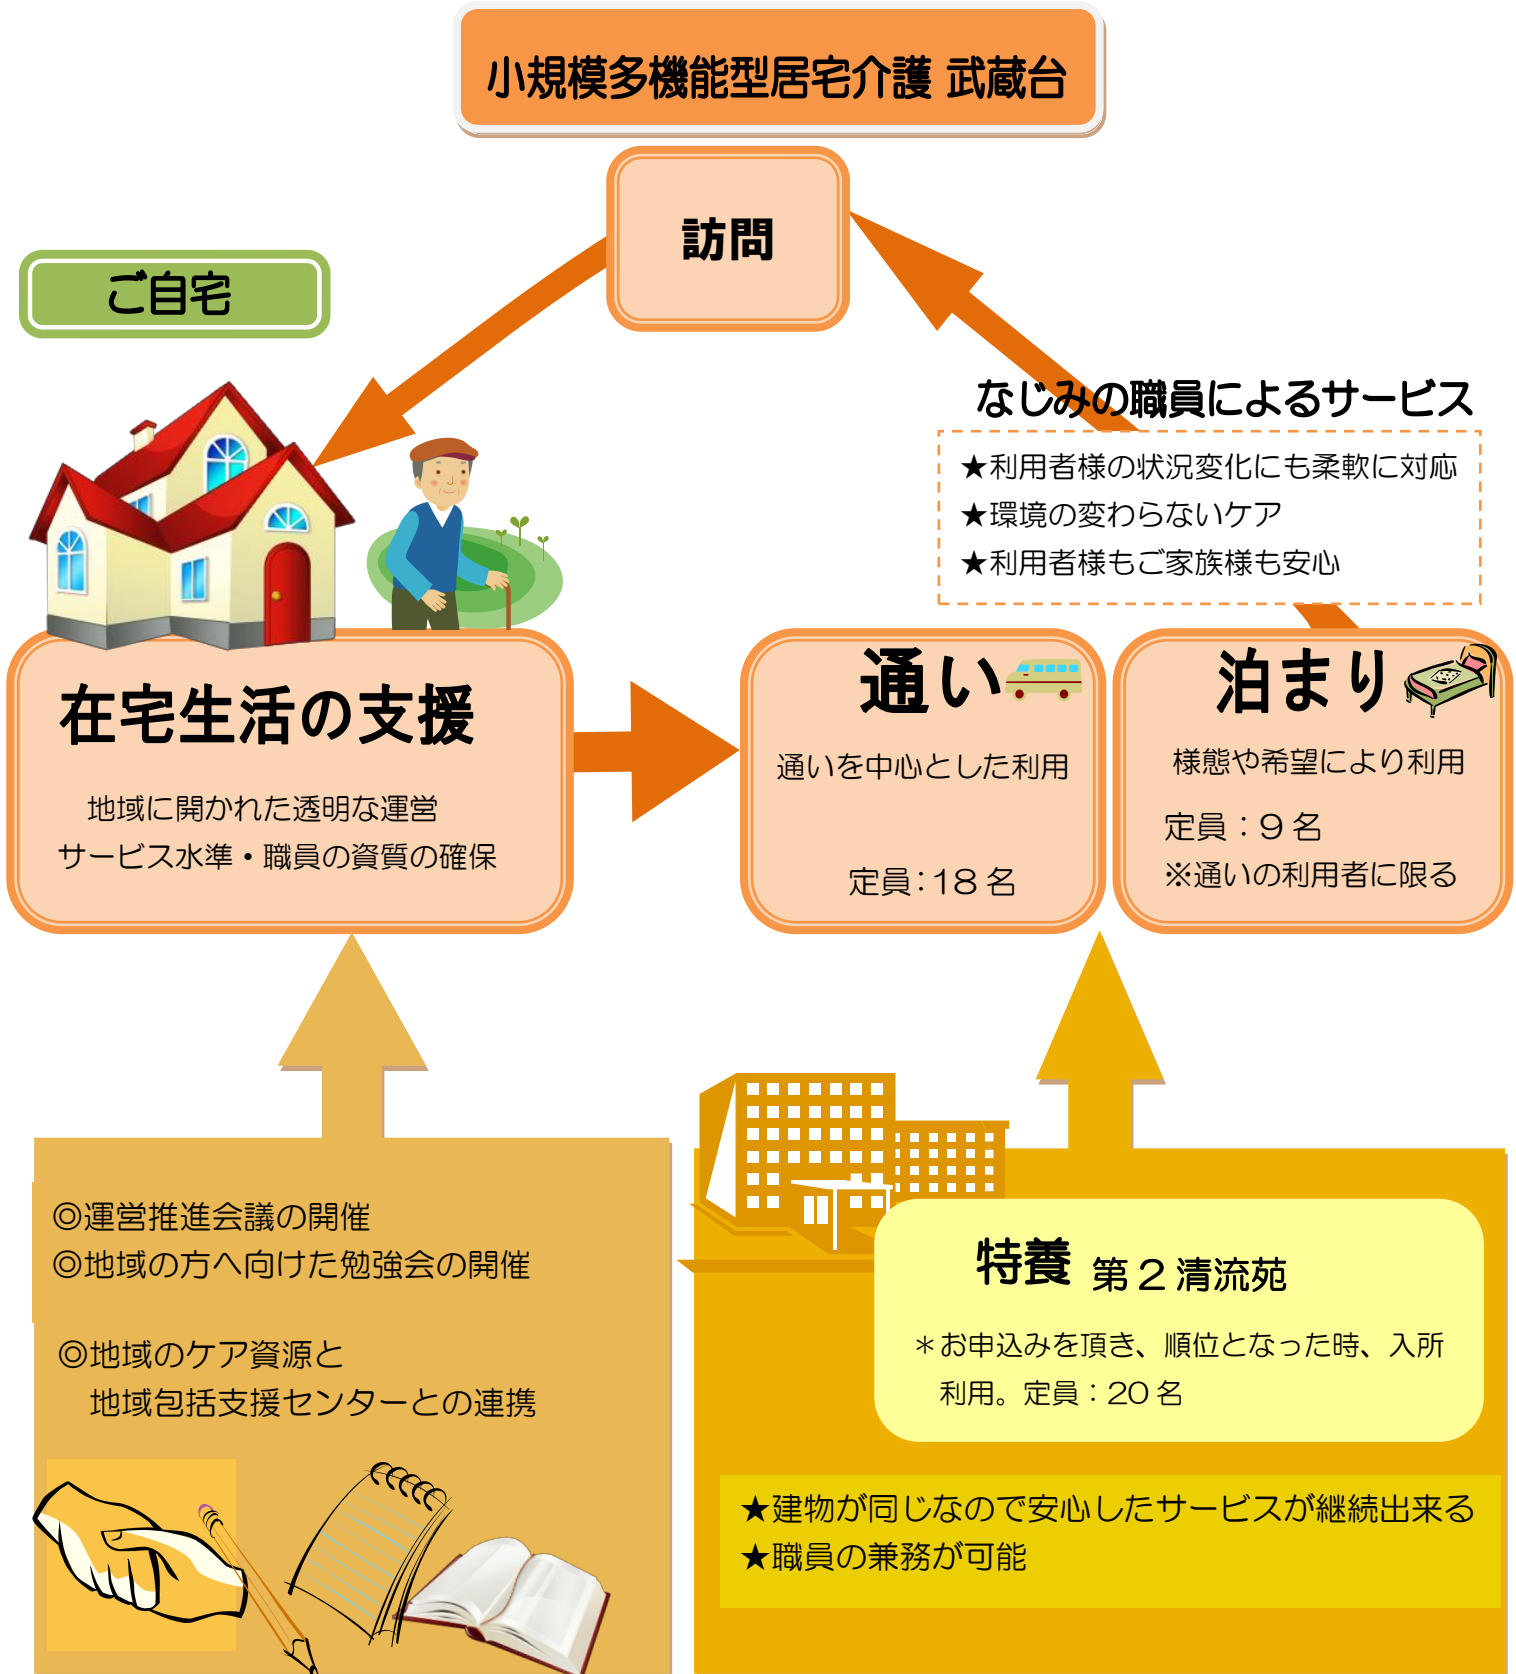 小規模多機能型居宅介護 武蔵台
訪問
ご自宅
なじみの職員によるサービス
★利用者様の状況変化にも柔軟に対応
★環境の変わらないケア
★利用者様もご家族様も安心
在宅生活の支援
地域に開かれた透明な運営
サービス水準・職員の資質の確保
通い
通いを中心とした利用
定員：18名
泊まり
様態や希望により利用
定員：9名
※通いの利用者に限る
◎運営推進会議の開催
◎地域の方へ向けた勉強会の開催
◎地域のケア資源と
地域包括支援センターとの連携
特養 第2清流苑
＊お申込みを頂き、順位となった時、入所
利用。定員：20名
★建物が同じなので安心したサービスが継続出来る
★職員の兼務が可能